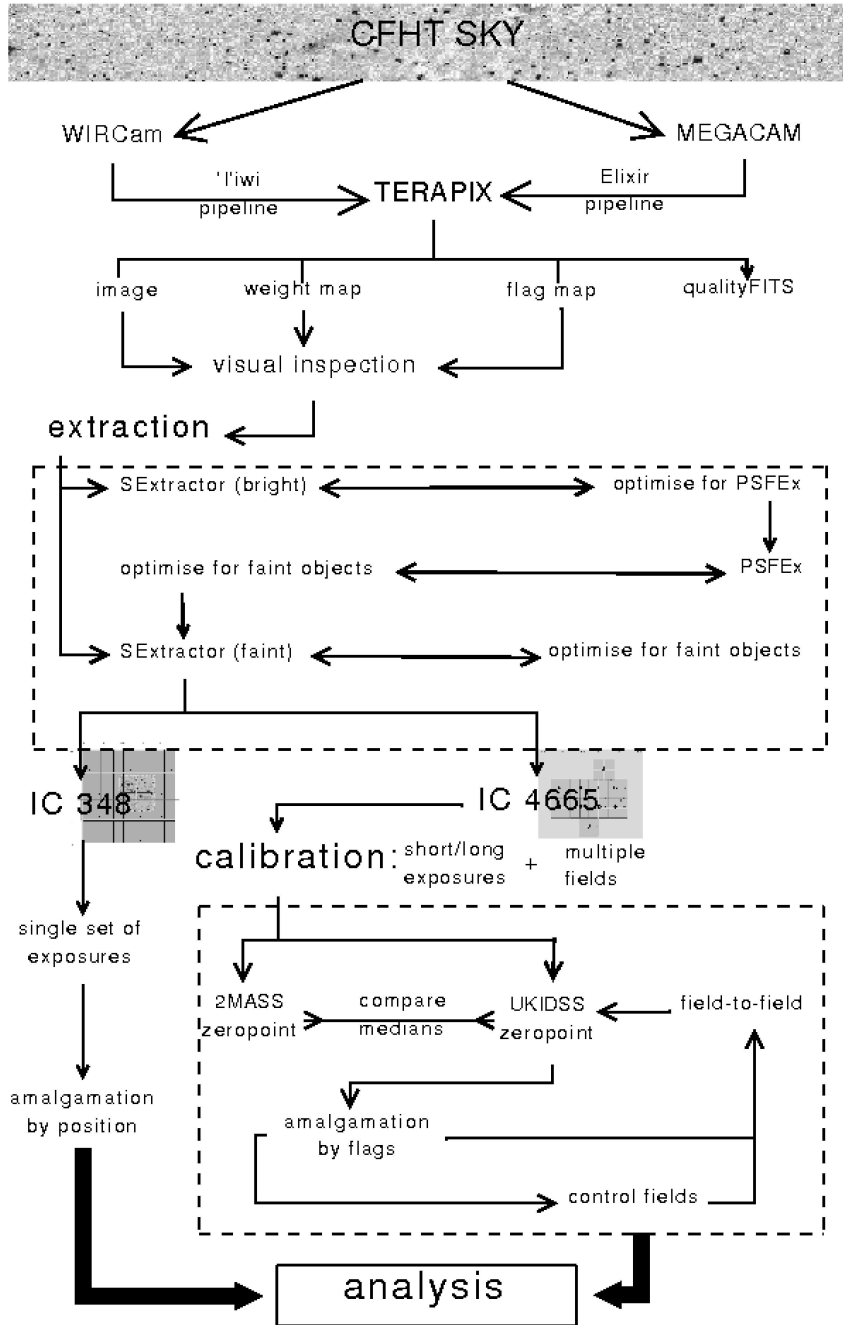 CFHT SKY
WIRCam
MEGACAM
'I'iwi
pipeline
TERAPIX
Elixir
pipeline
image
weight map
flag map
qualityFITS
visual inspection
extraction
SExtractor (bright)
optimise for PSFEx
optimise for faint objects
PSFEx
SExtractor (faint)
optimise for faint objects
IC 348
IC 4665
calibration:
short/long
exposures
+
multiple
fields
single set of
exposures
2MASS
zeropoint
compare
medians
UKIDSS
zeropoint
field-to-field
amalgamation
by position
amalgamation
by flags
control fields
analysis